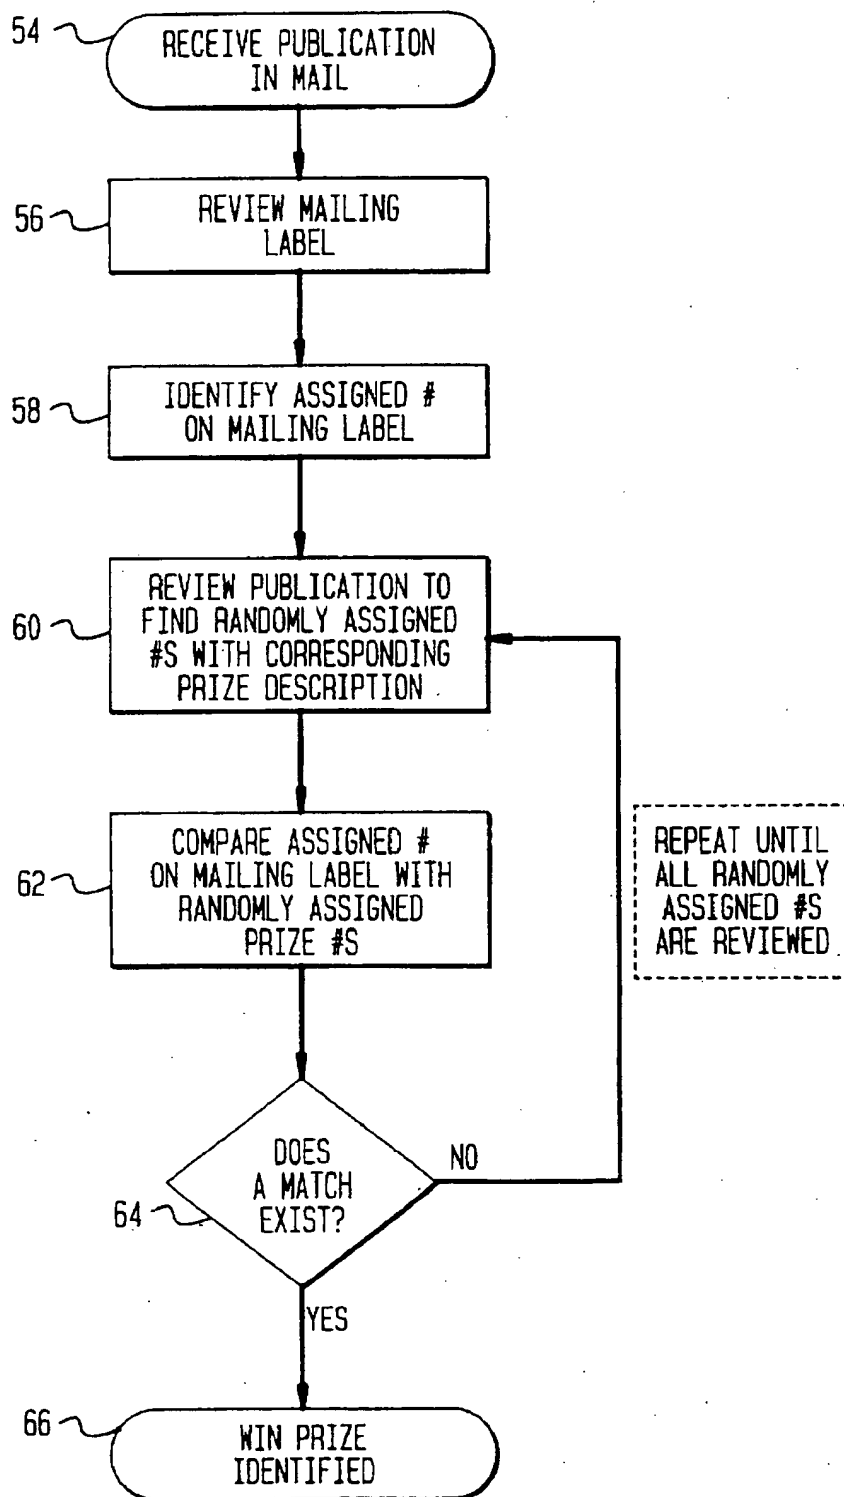 54
RECEIVE PUBLICATION
IN MAIL
56
REVIEW MAILING
LABEL
58
IDENTIFY ASSIGNED #
ON MAILING LABEL
60
REVIEW PUBLICATION TO
FIND RANDOMLY ASSIGNED
#S WITH CORRESPONDING
PRIZE DESCRIPTION
62
COMPARE ASSIGNED #
ON MAILING LABEL WITH
RANDOMLY ASSIGNED
PRIZE #S
REPEAT UNTIL
ALL RANDOMLY
ASSIGNED #S
ARE REVIEWED
64
DOES
A MATCH
EXIST?
NO
YES
66
WIN PRIZE
IDENTIFIED